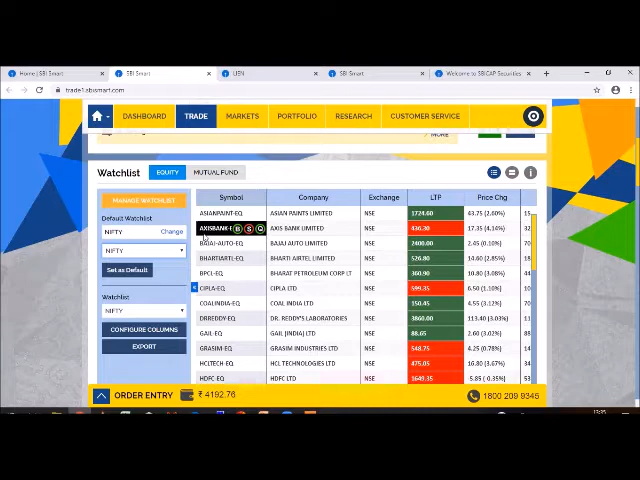 Home | SBI Smart
SBI Smart
LIEN
SBI Smart
Welcome to SBICAP Securities
trade1.sbismart.com
DASHBOARD TRADE MARKETS PORTFOLIO RESEARCH CUSTOMER SERVICE
MORE
Watchlist EQUITY MUTUAL FUND
MANAGE WATCHLIST
Default Watchlist
NIFTY Change
NIFTY
Set as Default
Watchlist
NIFTY
CONFIGURE COLUMNS
EXPORT
Symbol Company Exchange LTP Price Chg
ASIANPAINT-EQ ASIAN PAINTS LIMITED NSE 1724.60 43.75 (2.60%) 15
AXISBANK-E B S Q AXIS BANK LIMITED NSE 436.30 17.35 (4.14%) 32
BAJAJ-AUTO-EQ BAJAJ AUTO LIMITED NSE 2400.00 2.45 (0.10%)
BHARTIARTL-EQ BHARTI AIRTEL LIMITED NSE 526.80 14.60 (2.85%)
BPCL-EQ BHARAT PETROLEUM CORP LT NSE 360.90 10.80 (3.08%)
CIPLA-EQ CIPLA LTD NSE 599.35 6.50 (1.10%)
COALINDIA-EQ COAL INDIA LTD NSE 150.45 4.55 (3.12%)
DRREDDY-EQ DR. REDDY'S LABORATORIES NSE 3860.00 113.40 (3.03%)
GAIL-EQ GAIL (INDIA) LTD NSE 88.65 2.60 (3.02%)
GRASIM-EQ GRASIM INDUSTRIES LTD NSE 548.75 4.25 (0.78%)
HCLTECH-EQ HCL TECHNOLOGIES LTD NSE 475.05 16.80 (3.67%)
HDFC-EQ HDFC LTD NSE 1649.35 -5.85 (-0.35%)
ORDER ENTRY ₹ 4192.76 1800 209 9345